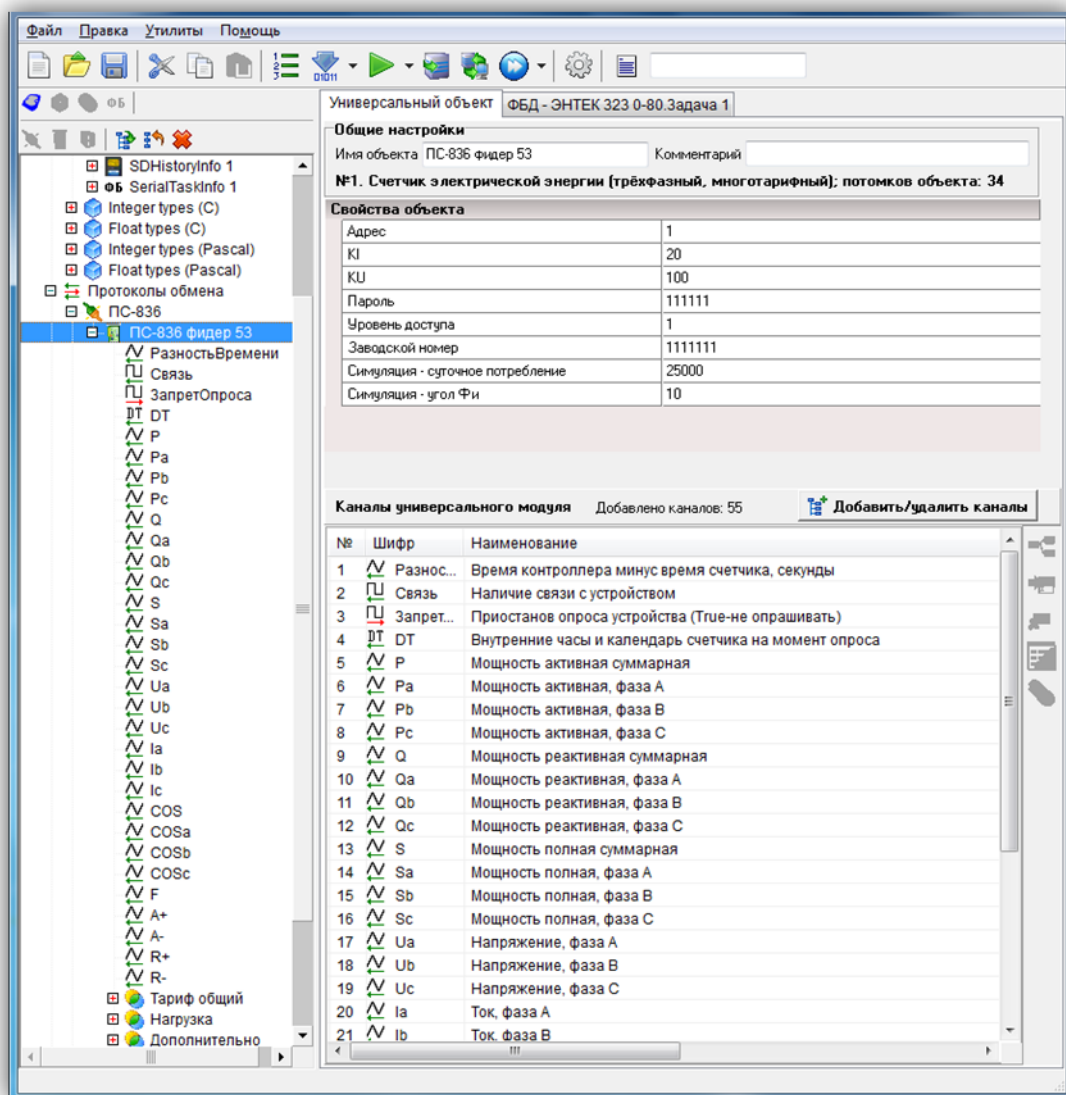 Файл Правка Утилиты Помощь
ФБ
Универсальный объект ФБД - ЭНТЕК 323 0-80.Задача 1
Общие настройки
Имя объекта ПС-836 фидер 53 Комментарий
№1. Счетчик электрической энергии (трёхфазный, многотарифный); потомков объекта: 34
Свойства объекта
Адрес 1
KI 20
KU 100
Пароль 111111
Уровень доступа 1
Заводской номер 1111111
Симуляция - суточное потребление 25000
Симуляция - угол Фи 10
SDHistoryInfo 1
ФБ SerialTaskInfo 1
Integer types (C)
Float types (C)
Integer types (Pascal)
Float types (Pascal)
Протоколы обмена
ПС-836
ПС-836 фидер 53
РазностьВремени
Связь
ЗапретОпроса
DT DT
P
Pa
Pb
Pc
Q
Qa
Qb
Qc
S
Sa
Sb
Sc
Ua
Ub
Uc
Ia
Ib
Ic
COS
COSa
COSb
COSc
F
A+
A-
R+
R-
Тариф общий
Нагрузка
Дополнительно
Каналы универсального модуля Добавлено каналов: 55 Добавить/удалить каналы
№ Шифр Наименование
1 Разнос... Время контроллера минус время счетчика, секунды
2 Связь Наличие связи с устройством
3 Запрет... Приостанов опроса устройства (True-не опрашивать)
4 DT DT Внутренние часы и календарь счетчика на момент опроса
5 P Мощность активная суммарная
6 Pa Мощность активная, фаза A
7 Pb Мощность активная, фаза B
8 Pc Мощность активная, фаза C
9 Q Мощность реактивная суммарная
10 Qa Мощность реактивная, фаза A
11 Qb Мощность реактивная, фаза B
12 Qc Мощность реактивная, фаза C
13 S Мощность полная суммарная
14 Sa Мощность полная, фаза A
15 Sb Мощность полная, фаза B
16 Sc Мощность полная, фаза C
17 Ua Напряжение, фаза A
18 Ub Напряжение, фаза B
19 Uc Напряжение, фаза C
20 Ia Ток, фаза A
21 Ib Ток, фаза B